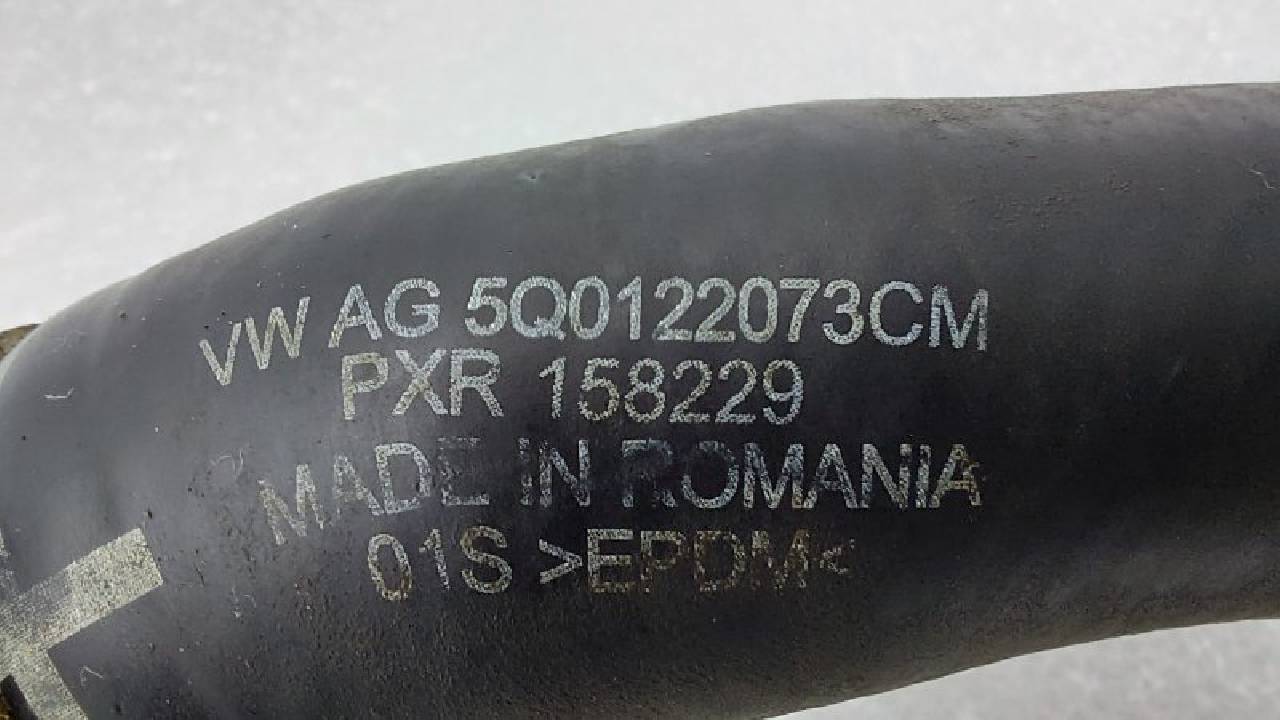 VW AG 5Q0122073CM
PXR 158229
MADE IN ROMANIA
01S >EPDM<